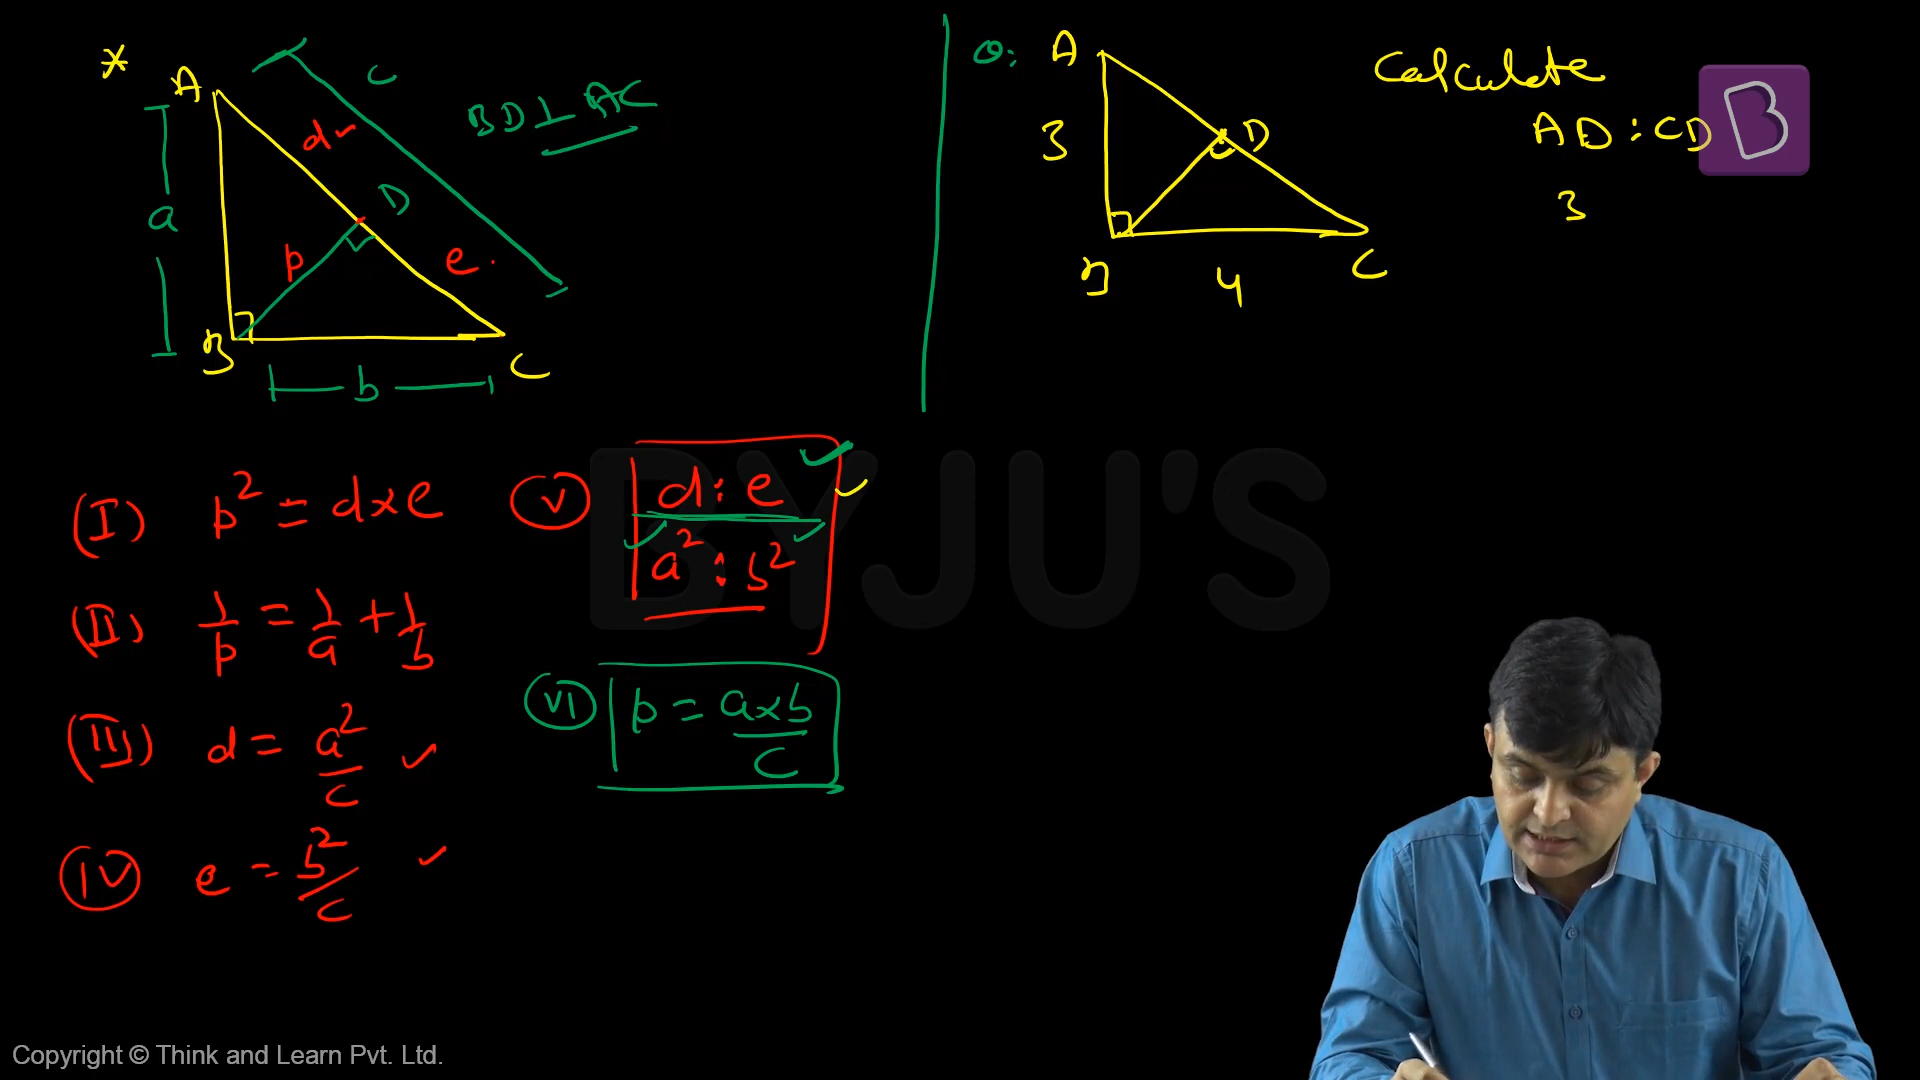 *
A
a
B
b
C
c
d
D
p
e
BD ⊥ AC
(I) p² = d×e
(II) 1/p = 1/a + 1/b
(III) d = a²/c ✓
(IV) e = b²/c ✓
(V) d : e
a² : b²
(VI) p = a×b/c
Q:
A
3
D
B
4
C
Calculate
AD : CD
3
B
BYJU'S
Copyright © Think and Learn Pvt. Ltd.